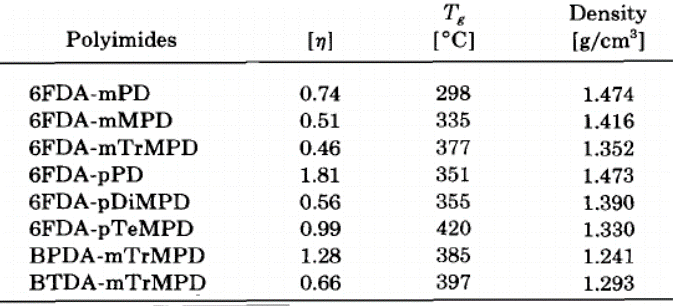 T_g Density
Polyimides [η] [°C] [g/cm³]
6FDA-mPD 0.74 298 1.474
6FDA-mMPD 0.51 335 1.416
6FDA-mTrMPD 0.46 377 1.352
6FDA-pPD 1.81 351 1.473
6FDA-pDiMPD 0.56 355 1.390
6FDA-pTeMPD 0.99 420 1.330
BPDA-mTrMPD 1.28 385 1.241
BTDA-mTrMPD 0.66 397 1.293